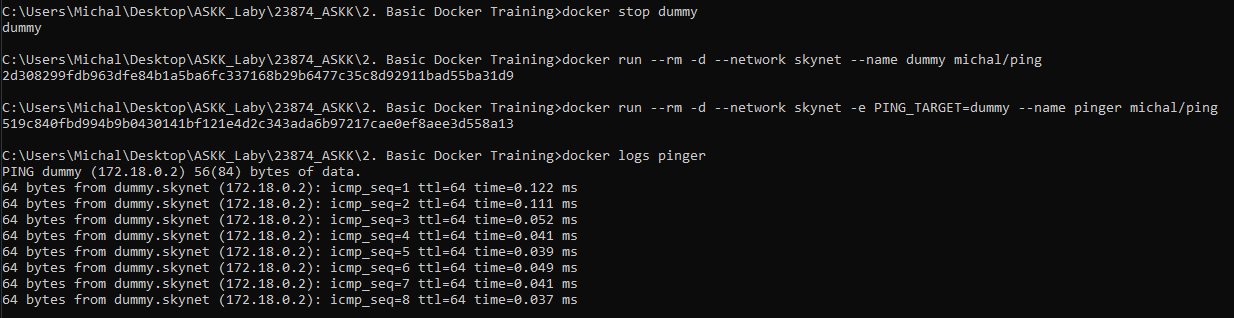 C:\Users\Michal\Desktop\ASKK_Laby\23874_ASKK\2. Basic Docker Training>docker stop dummy
dummy
C:\Users\Michal\Desktop\ASKK_Laby\23874_ASKK\2. Basic Docker Training>docker run --rm -d --network skynet --name dummy michal/ping
2d308299fdb963dfe84b1a5ba6fc337168b29b6477c35c8d92911bad55ba31d9
C:\Users\Michal\Desktop\ASKK_Laby\23874_ASKK\2. Basic Docker Training>docker run --rm -d --network skynet -e PING_TARGET=dummy --name pinger michal/ping
519c840fbd994b9b0430141bf121e4d2c343ada6b97217cae0ef8aee3d558a13
C:\Users\Michal\Desktop\ASKK_Laby\23874_ASKK\2. Basic Docker Training>docker logs pinger
PING dummy (172.18.0.2) 56(84) bytes of data.
64 bytes from dummy.skynet (172.18.0.2): icmp_seq=1 ttl=64 time=0.122 ms
64 bytes from dummy.skynet (172.18.0.2): icmp_seq=2 ttl=64 time=0.111 ms
64 bytes from dummy.skynet (172.18.0.2): icmp_seq=3 ttl=64 time=0.052 ms
64 bytes from dummy.skynet (172.18.0.2): icmp_seq=4 ttl=64 time=0.041 ms
64 bytes from dummy.skynet (172.18.0.2): icmp_seq=5 ttl=64 time=0.039 ms
64 bytes from dummy.skynet (172.18.0.2): icmp_seq=6 ttl=64 time=0.049 ms
64 bytes from dummy.skynet (172.18.0.2): icmp_seq=7 ttl=64 time=0.041 ms
64 bytes from dummy.skynet (172.18.0.2): icmp_seq=8 ttl=64 time=0.037 ms